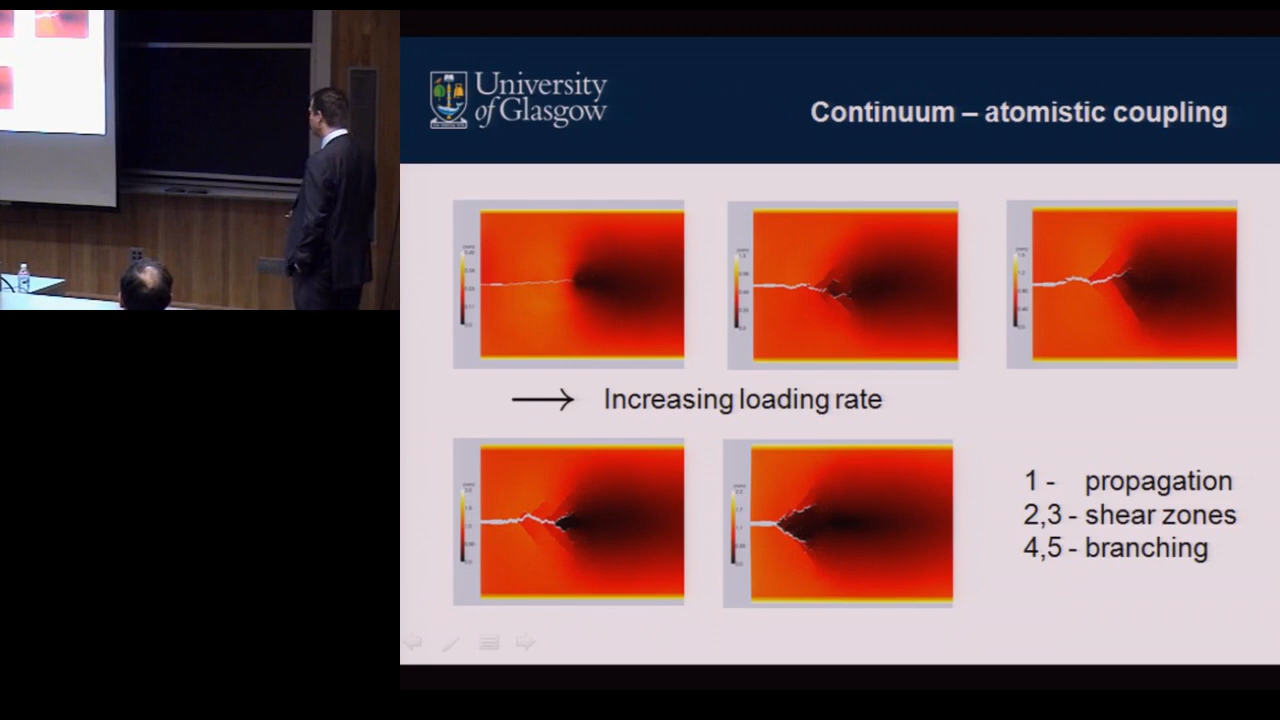 University
of Glasgow
Continuum – atomistic coupling
Increasing loading rate
1 - propagation
2,3 - shear zones
4,5 - branching